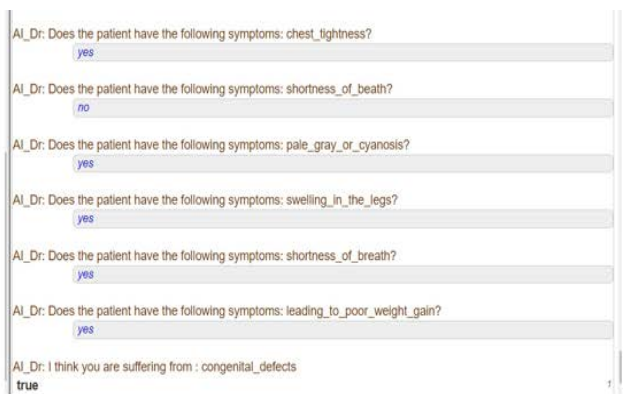 AI_Dr: Does the patient have the following symptoms: chest_tightness?
yes
AI_Dr: Does the patient have the following symptoms: shortness_of_beath?
no
AI_Dr: Does the patient have the following symptoms: pale_gray_or_cyanosis?
yes
AI_Dr: Does the patient have the following symptoms: swelling_in_the_legs?
yes
AI_Dr: Does the patient have the following symptoms: shortness_of_breath?
yes
AI_Dr: Does the patient have the following symptoms: leading_to_poor_weight_gain?
yes
AI_Dr: I think you are suffering from : congenital_defects
true 1